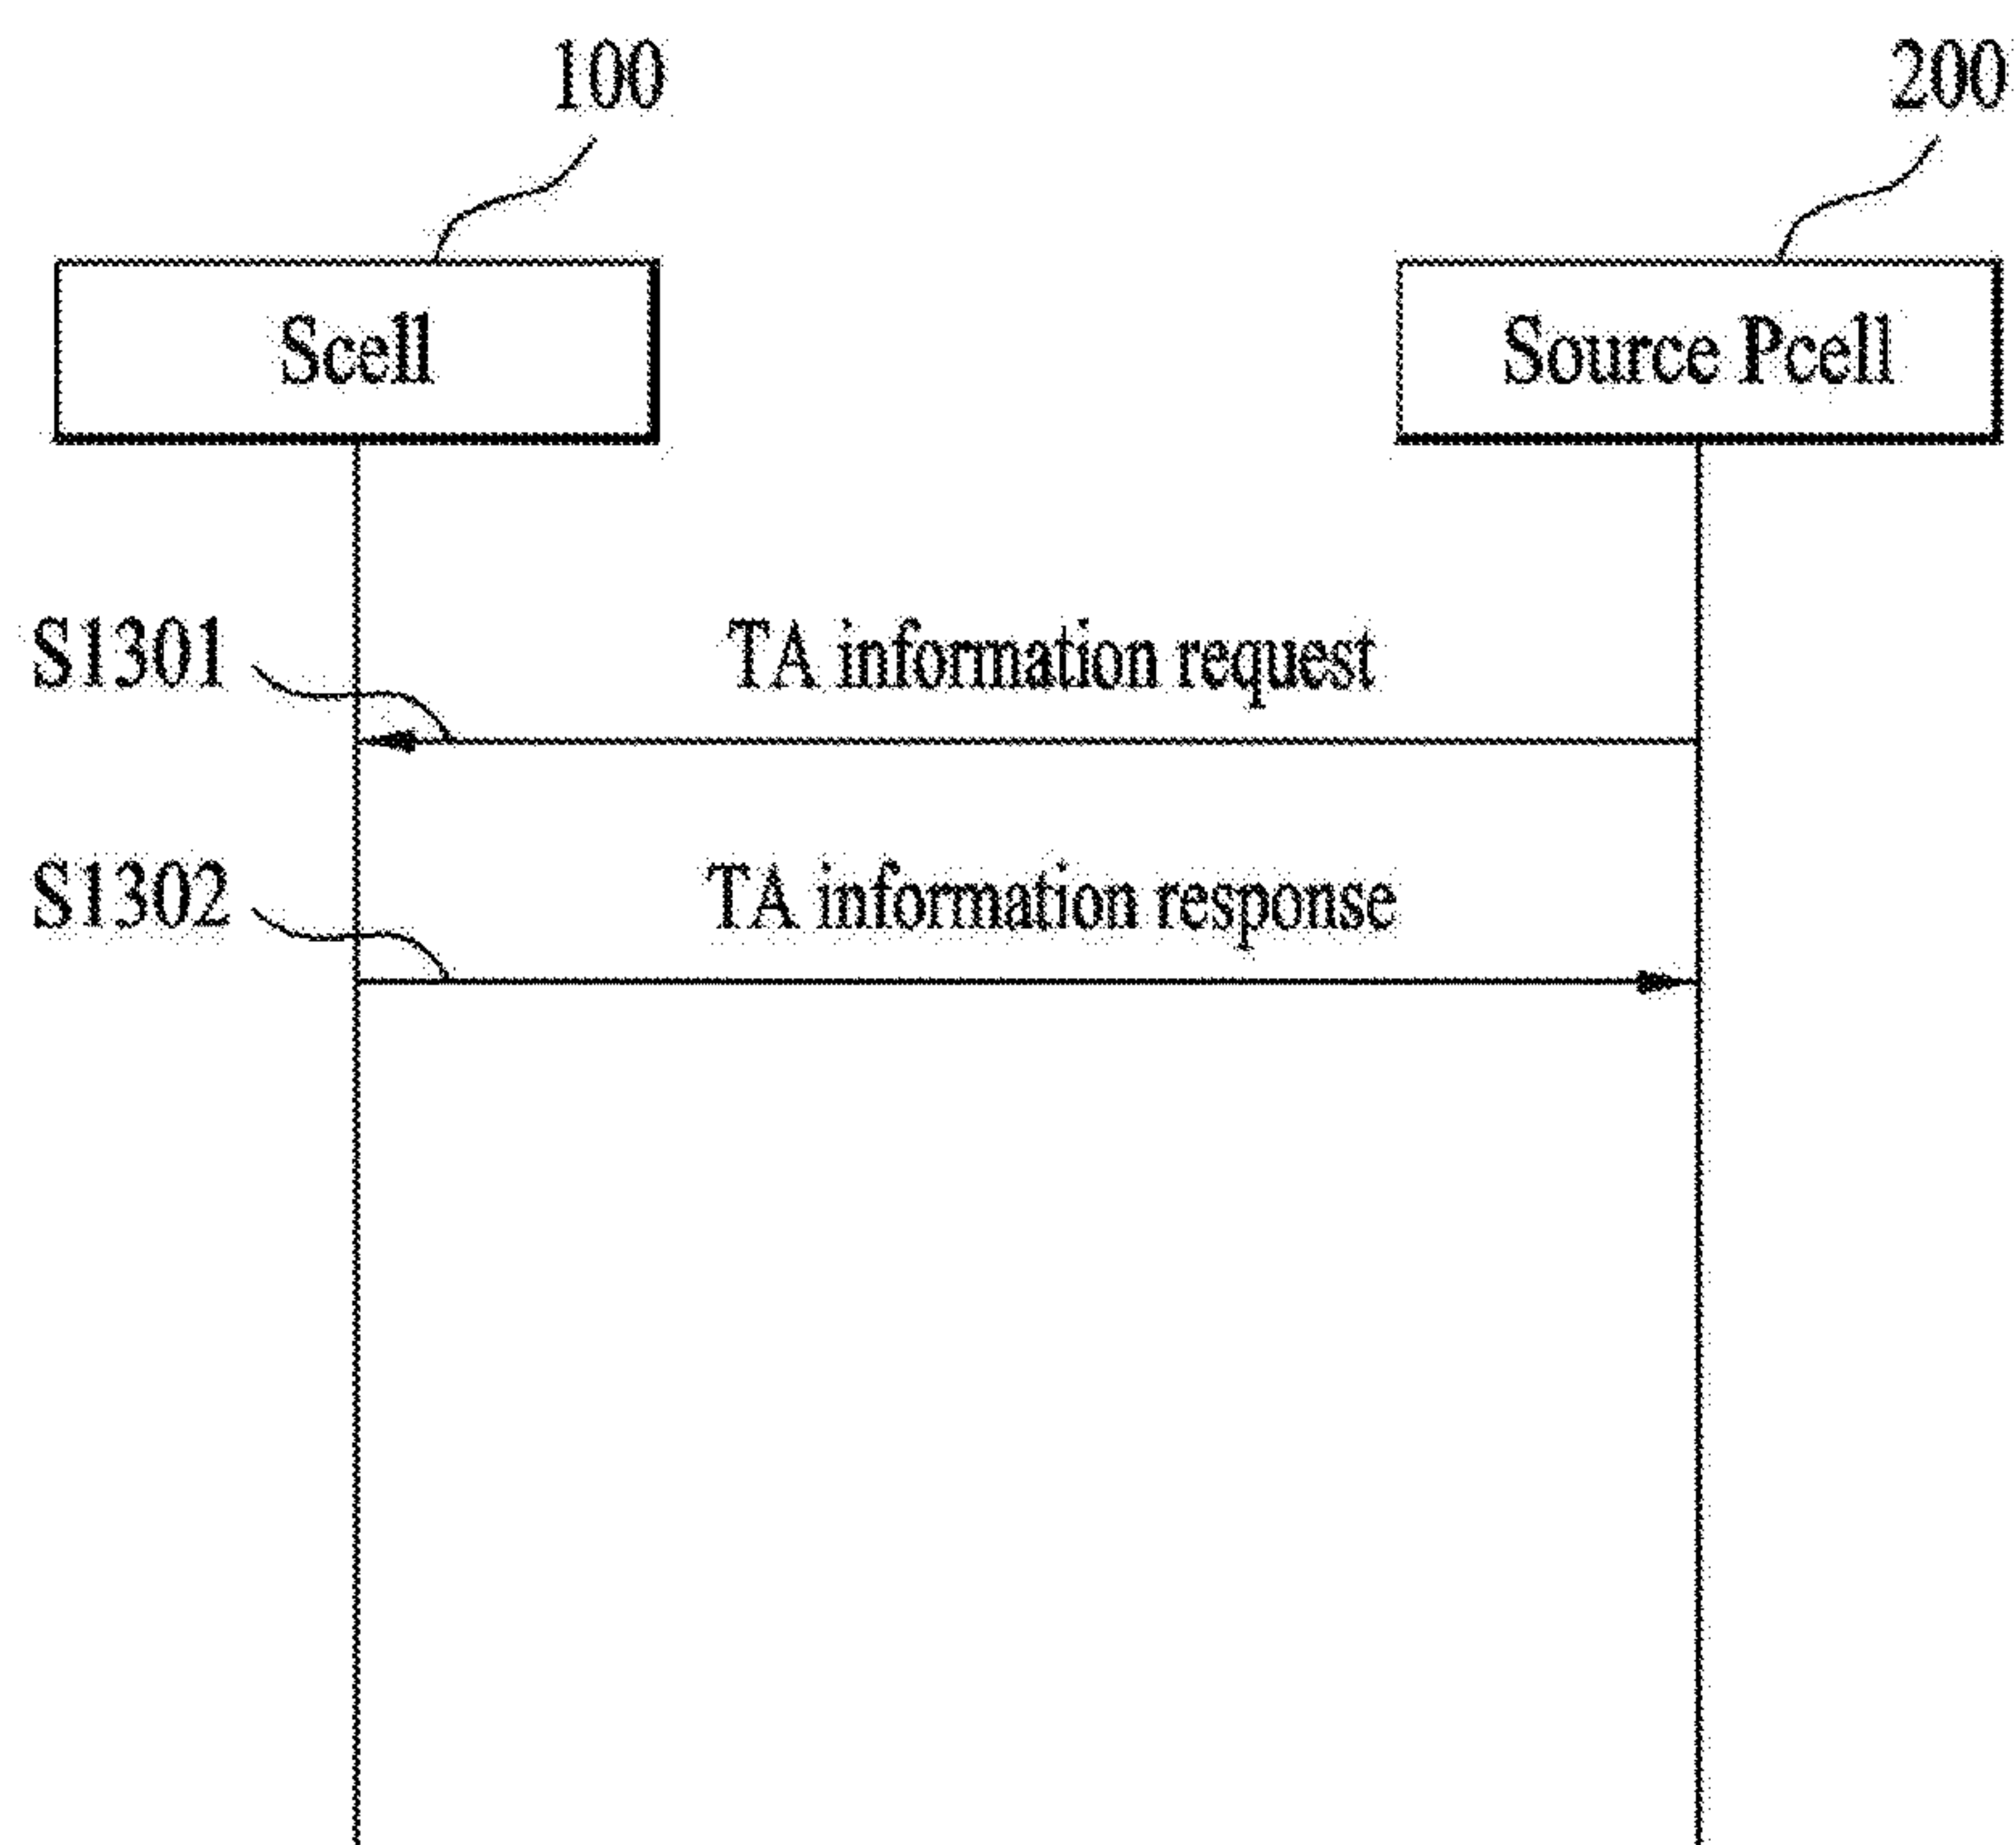 100
200
Scell
Source Pcell
S1301
TA information request
S1302
TA information response